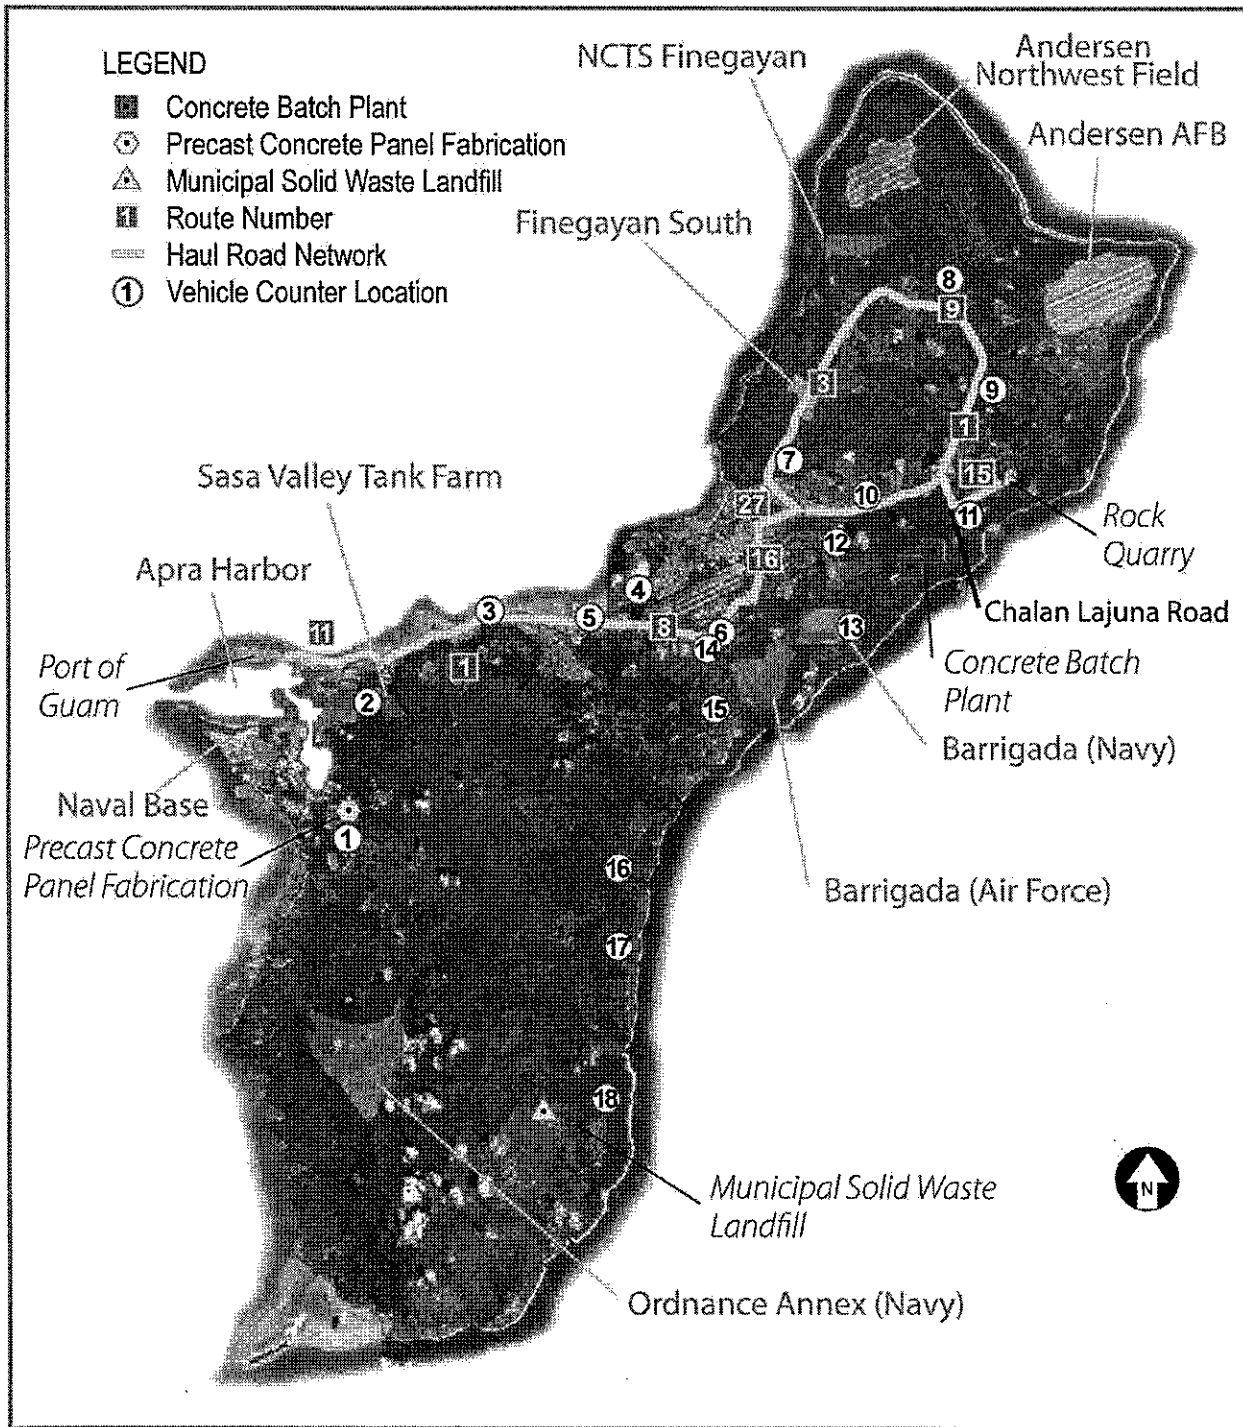 LEGEND
Concrete Batch Plant
Precast Concrete Panel Fabrication
Municipal Solid Waste Landfill
1 Route Number
Haul Road Network
1 Vehicle Counter Location
NCTS Finegayan
Andersen
Northwest Field
Andersen AFB
Finegayan South
8
9
3
9
1
7
15
Sasa Valley Tank Farm
10
27
11
Rock
Quarry
12
16
Apra Harbor
4
3
5
Chalan Lajuna Road
11
8
6
13
14
1
Port of
Guam
Concrete Batch
Plant
2
15
Barrigada (Navy)
Naval Base
1
Precast Concrete
Panel Fabrication
16
Barrigada (Air Force)
17
18
N
Municipal Solid Waste
Landfill
Ordnance Annex (Navy)